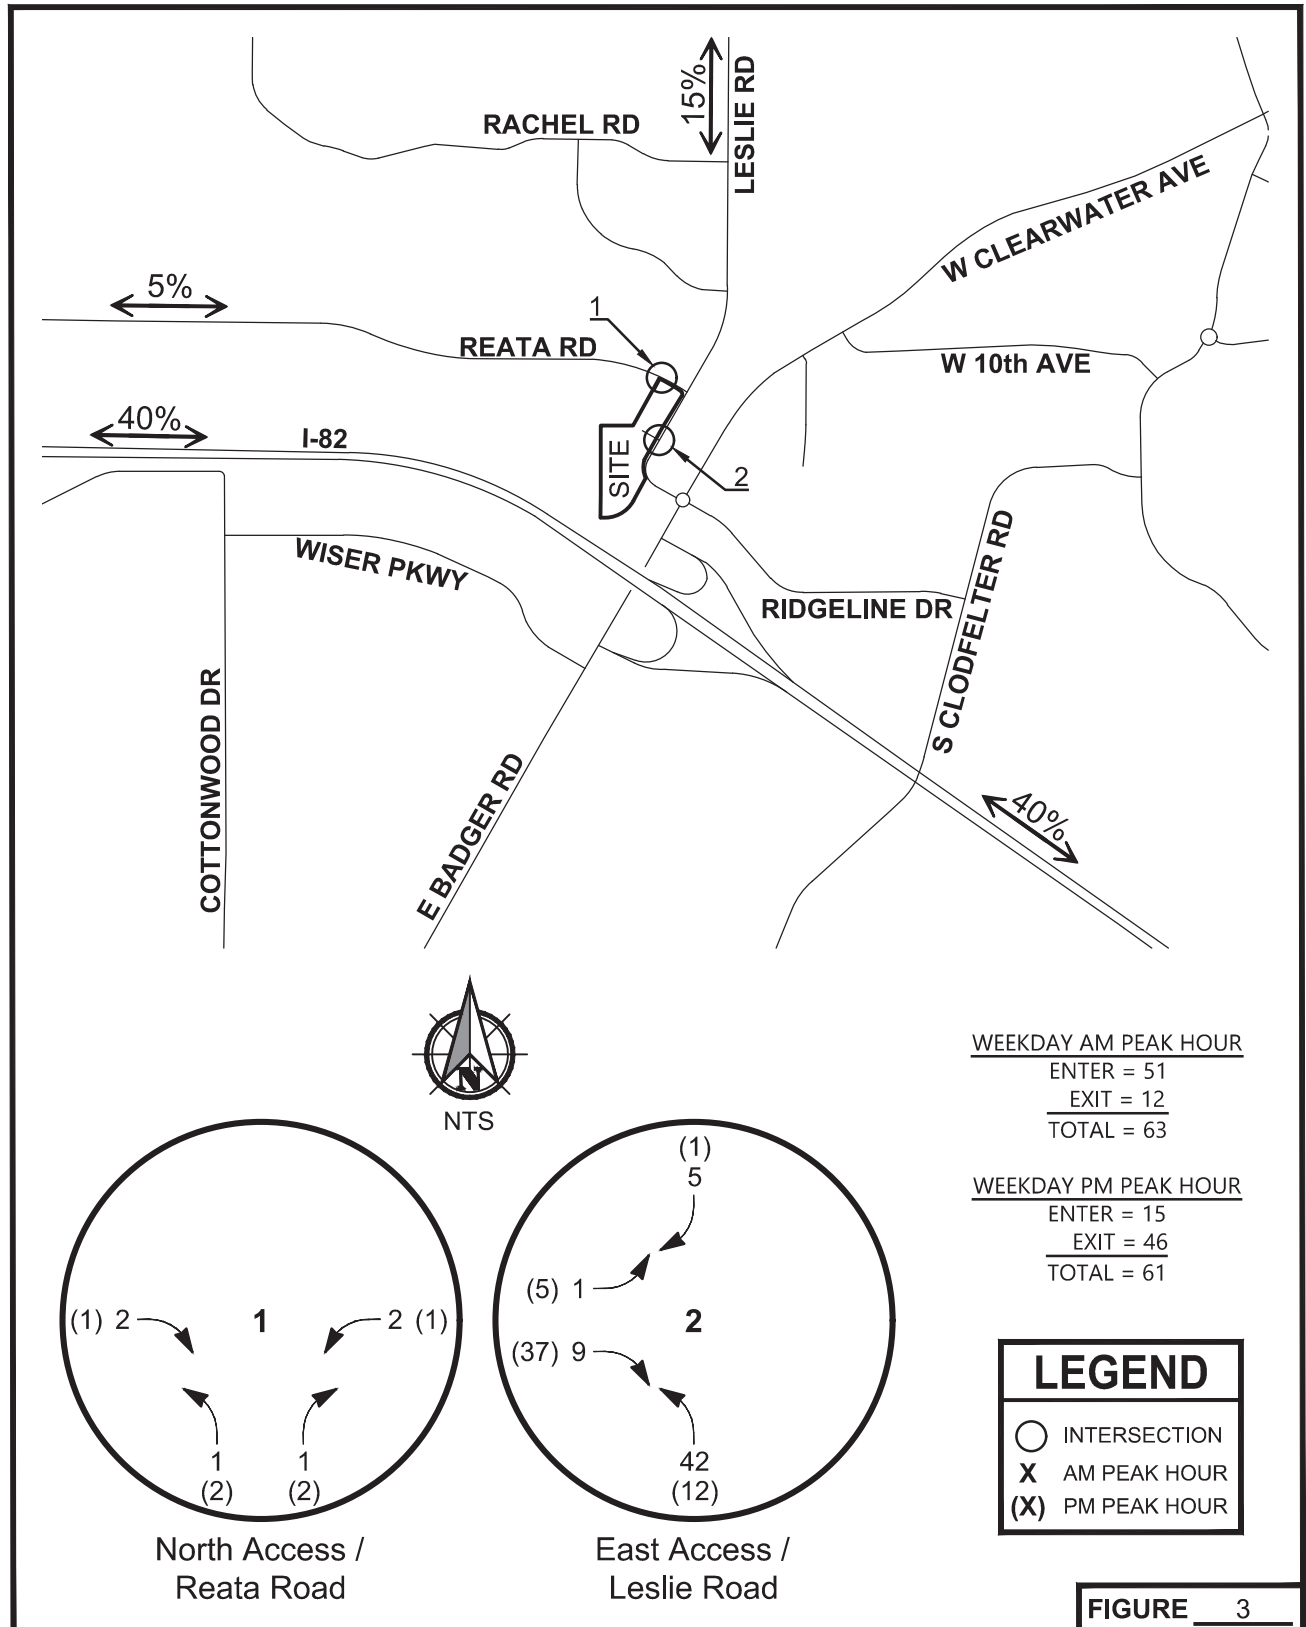 15%
LESLIE RD
RACHEL RD
W CLEARWATER AVE
5%
1
REATA RD
W 10th AVE
40%
I-82
SITE
2
WISER PKWY
RIDGELINE DR
S CLODFELTER RD
COTTONWOOD DR
E BADGER RD
40%
N
NTS
WEEKDAY AM PEAK HOUR
ENTER = 51
EXIT = 12
TOTAL = 63
WEEKDAY PM PEAK HOUR
ENTER = 15
EXIT = 46
TOTAL = 61
(1) 2
1
2 (1)
1
(2)
1
(2)
North Access /
Reata Road
(1)
5
(5) 1
2
(37) 9
42
(12)
East Access /
Leslie Road
LEGEND
INTERSECTION
X AM PEAK HOUR
(X) PM PEAK HOUR
FIGURE 3